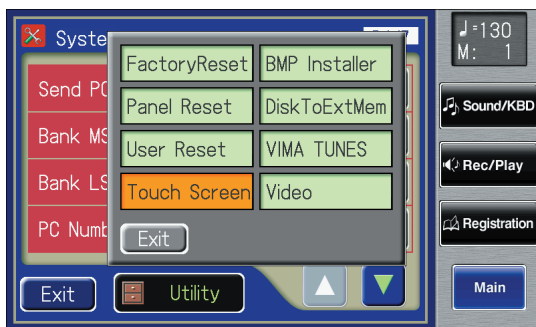 Syste
♩=130
M: 1
FactoryReset
BMP Installer
Send PC
Panel Reset
DiskToExtMem
Sound/KBD
Bank MS
User Reset
VIMA TUNES
Rec/Play
Bank LS
Touch Screen
Video
PC Numb
Exit
Registration
Exit
Utility
Main